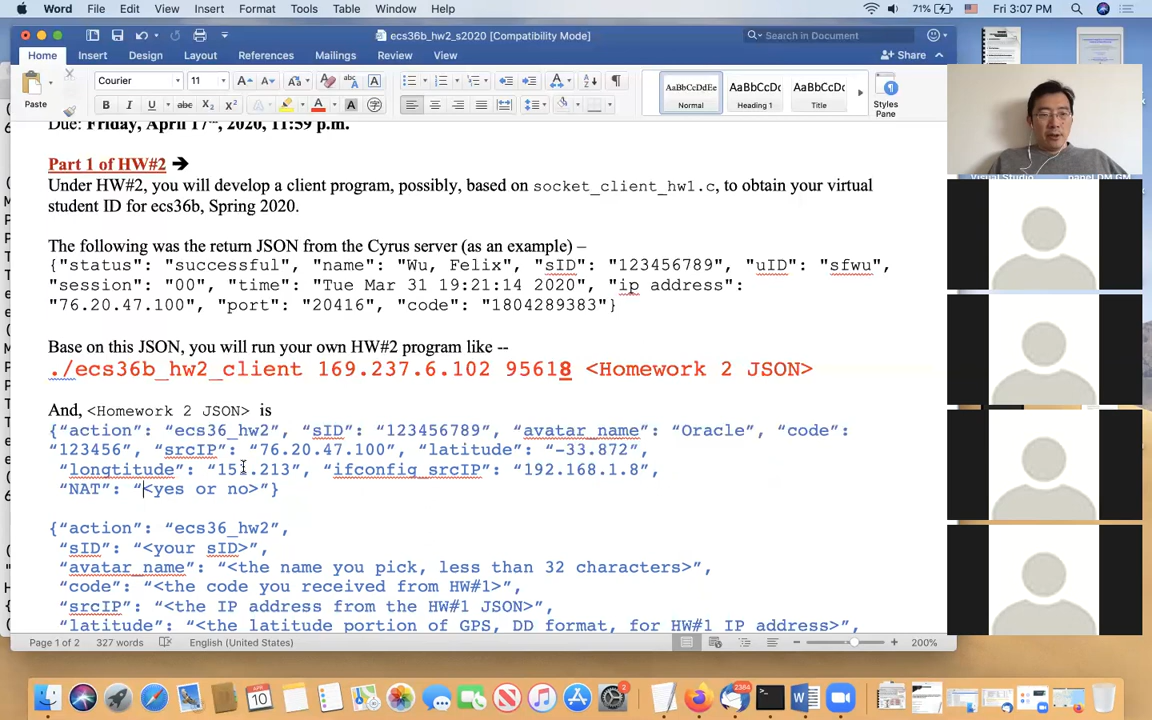 Word File Edit View Insert Format Tools Table Window Help 71% Fri 3:07 PM
ecs36b_hw2_s2020 [Compatibility Mode] Search in Document
Home Insert Design Layout References Mailings Review View Share
Courier 11 AaBbCcDdEe AaBbCcDc AaBbCcDc
Paste B I U abc X₂ X² Normal Heading 1 Title Styles Pane
Due: Friday, April 17th, 2020, 11:59 p.m.
Part 1 of HW#2 ➔
Under HW#2, you will develop a client program, possibly, based on socket_client_hw1.c, to obtain your virtual
student ID for ecs36b, Spring 2020.
The following was the return JSON from the Cyrus server (as an example) –
{"status": "successful", "name": "Wu, Felix", "sID": "123456789", "uID": "sfwu",
"session": "00", "time": "Tue Mar 31 19:21:14 2020", "ip address":
"76.20.47.100", "port": "20416", "code": "1804289383"}
Base on this JSON, you will run your own HW#2 program like --
./ecs36b_hw2_client 169.237.6.102 95618 <Homework 2 JSON>
And, <Homework 2 JSON> is
{“action”: “ecs36_hw2”, “sID”: “123456789”, “avatar_name”: “Oracle”, “code”:
“123456”, “srcIP”: “76.20.47.100”, “latitude”: “-33.872”,
“longtitude”: “151.213”, “ifconfig_srcIP”: “192.168.1.8”,
“NAT”: “<yes or no>”}
{“action”: “ecs36_hw2”,
“sID”: “<your sID>”,
“avatar_name”: “<the name you pick, less than 32 characters>”,
“code”: “<the code you received from HW#1>”,
“srcIP”: “<the IP address from the HW#1 JSON>”,
“latitude”: “<the latitude portion of GPS, DD format, for HW#1 IP address>”,
Page 1 of 2 327 words English (United States) 200%